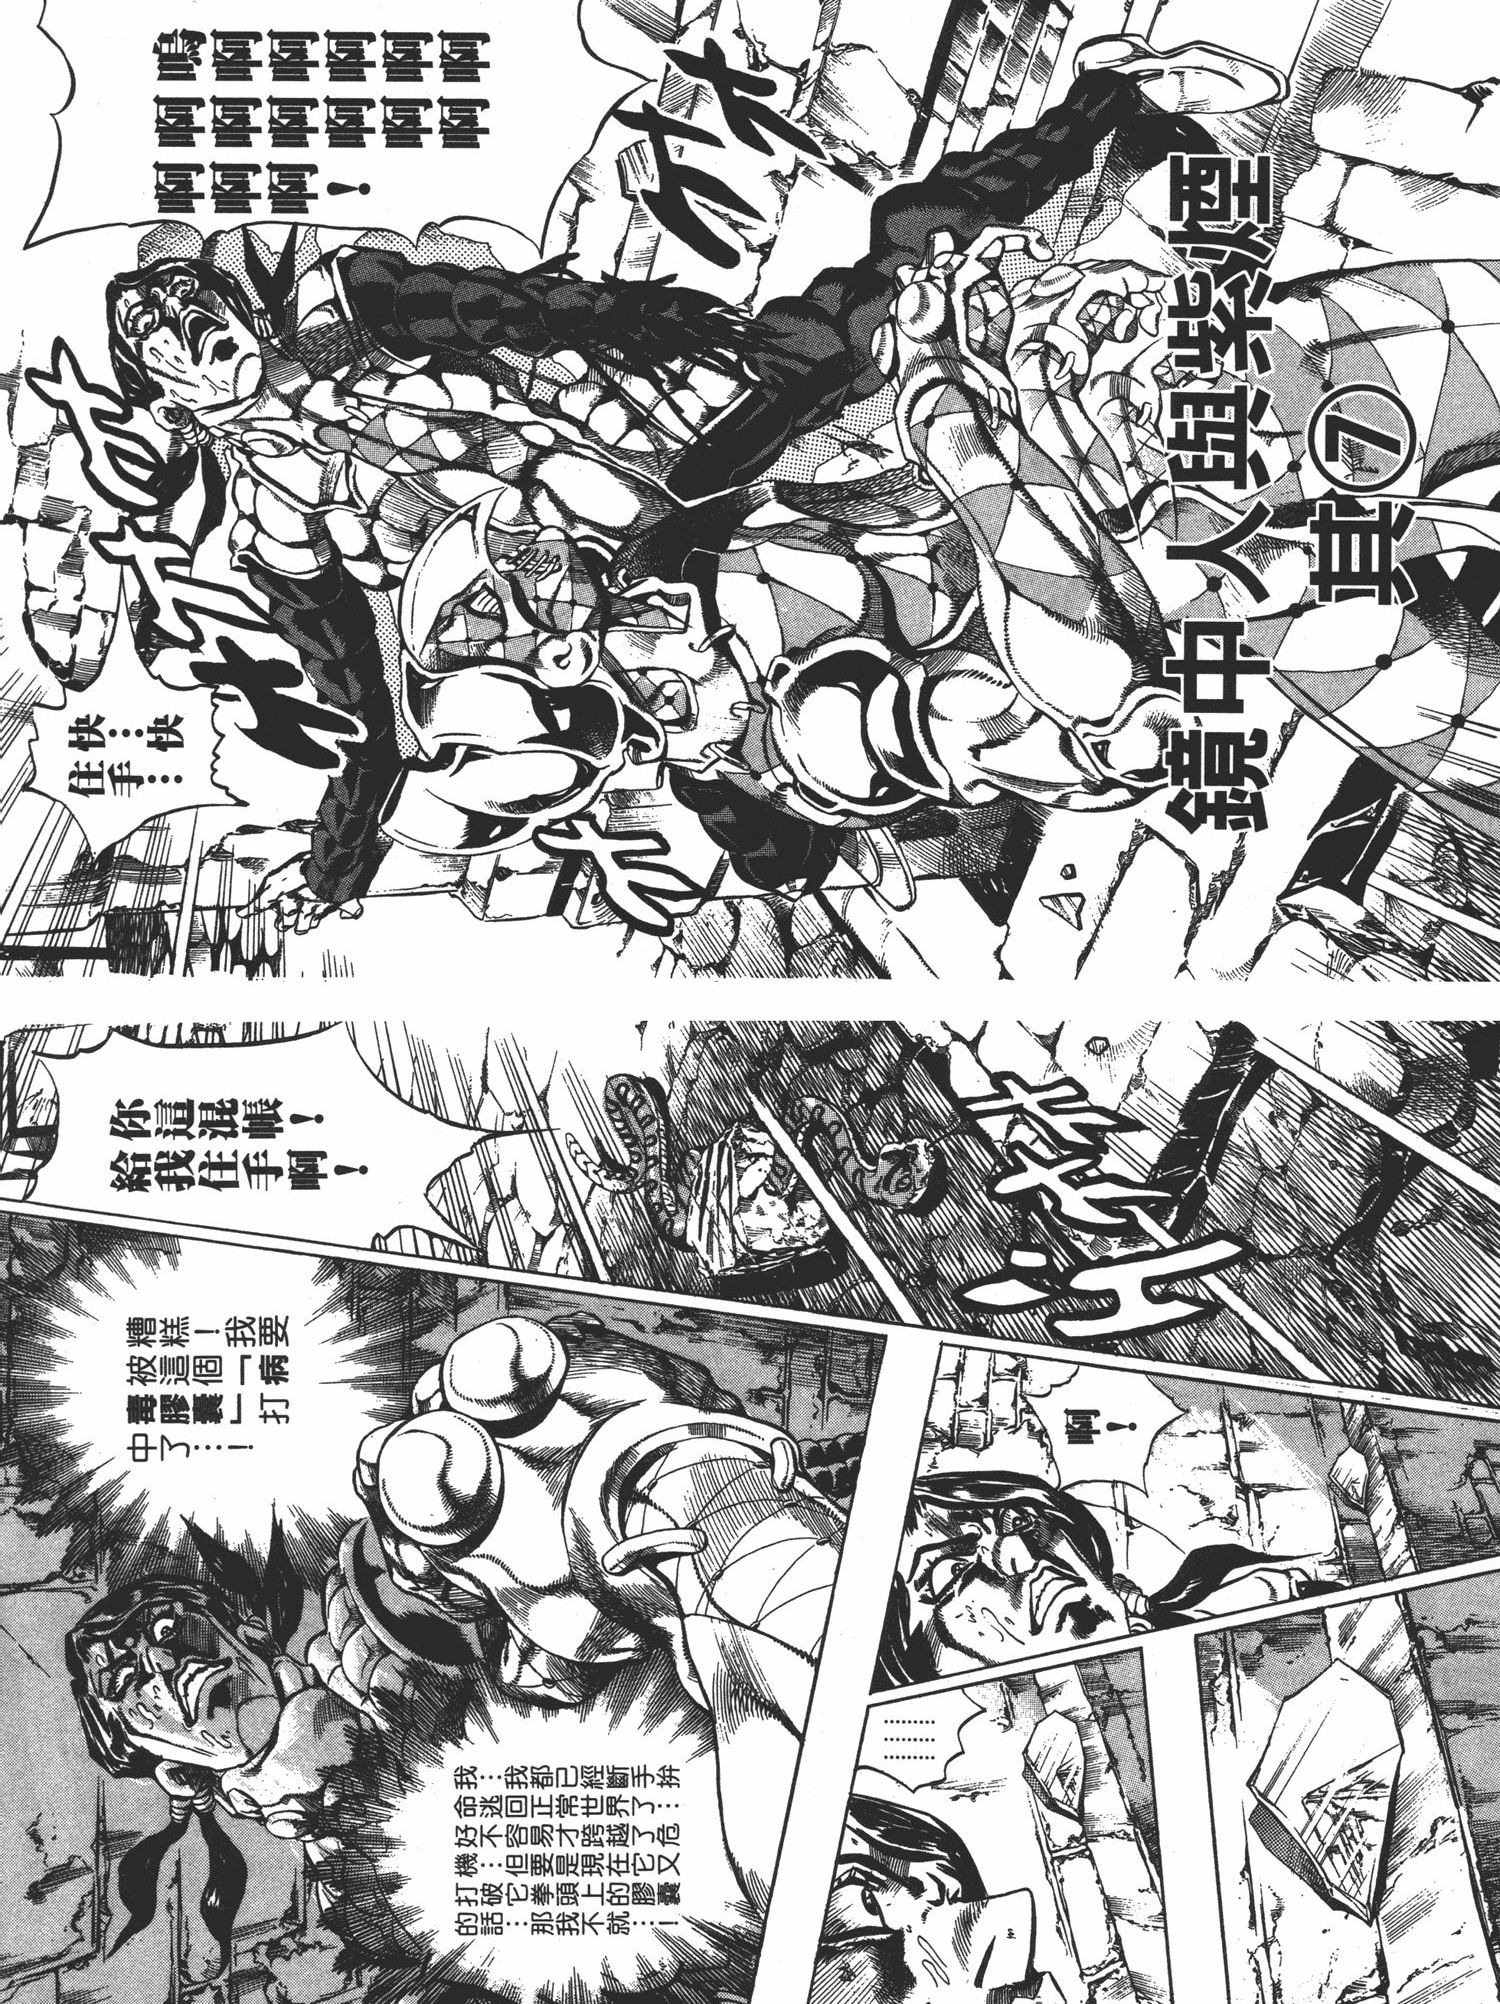 嗚啊啊啊啊啊
啊啊啊啊啊啊
啊啊啊！
快……快
住手……
鏡中人與紫煙
其⑦
你這混帳！
給我住手啊！
糟糕！我要
被這個「病
毒膠囊」打
中了…！
我…我都已經斷手拚
命逃回正常世界了…
好不容易才跨越了危
機…但要是現在它又
打破它拳頭上的膠囊
的話…那我不就…！
啊！
………
………